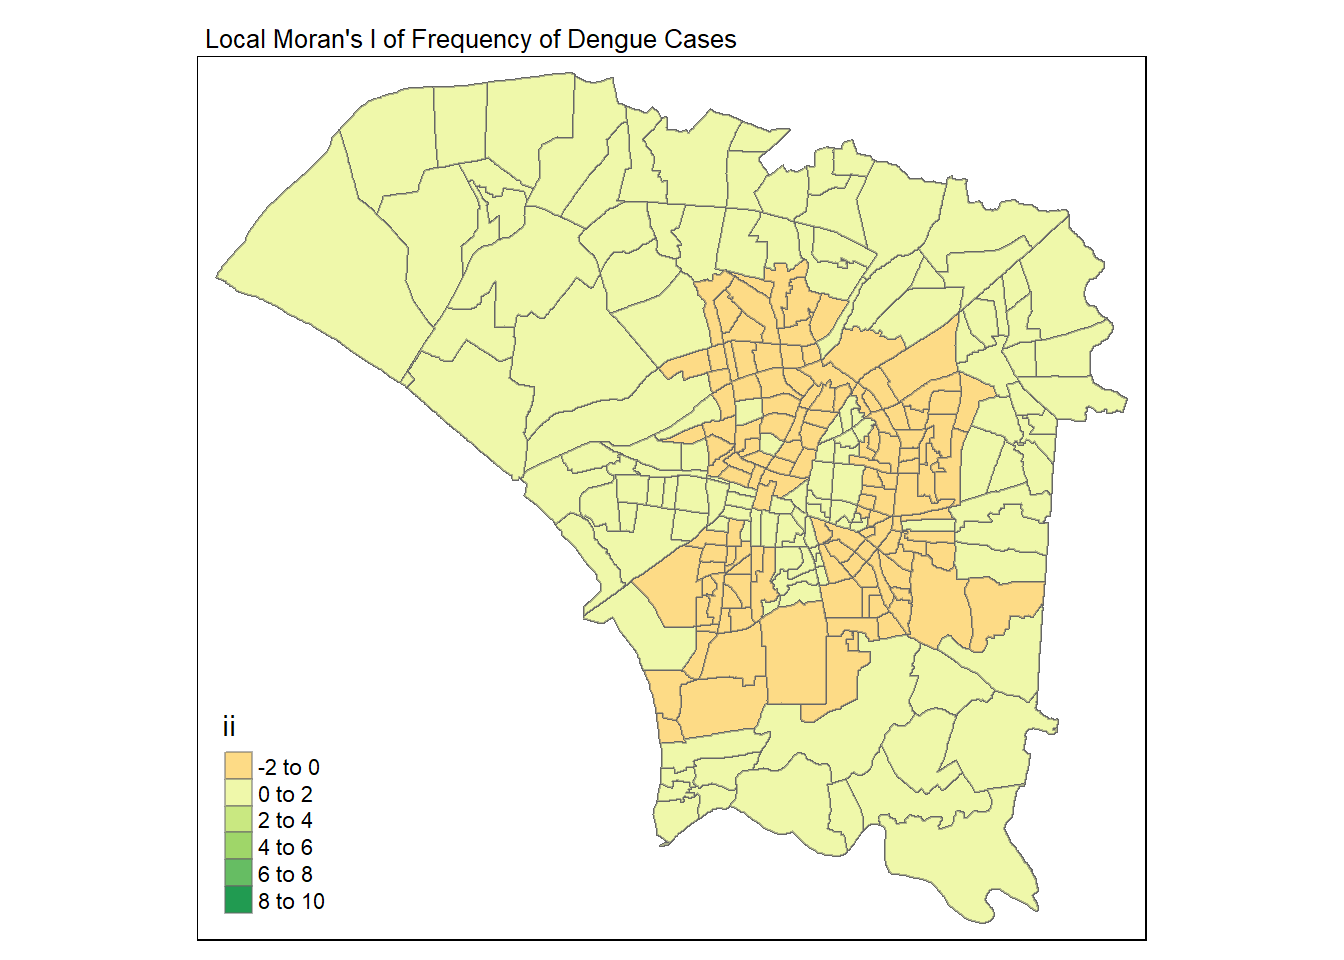 Local Moran's I of Frequency of Dengue Cases
ii
-2 to 0
0 to 2
2 to 4
4 to 6
6 to 8
8 to 10